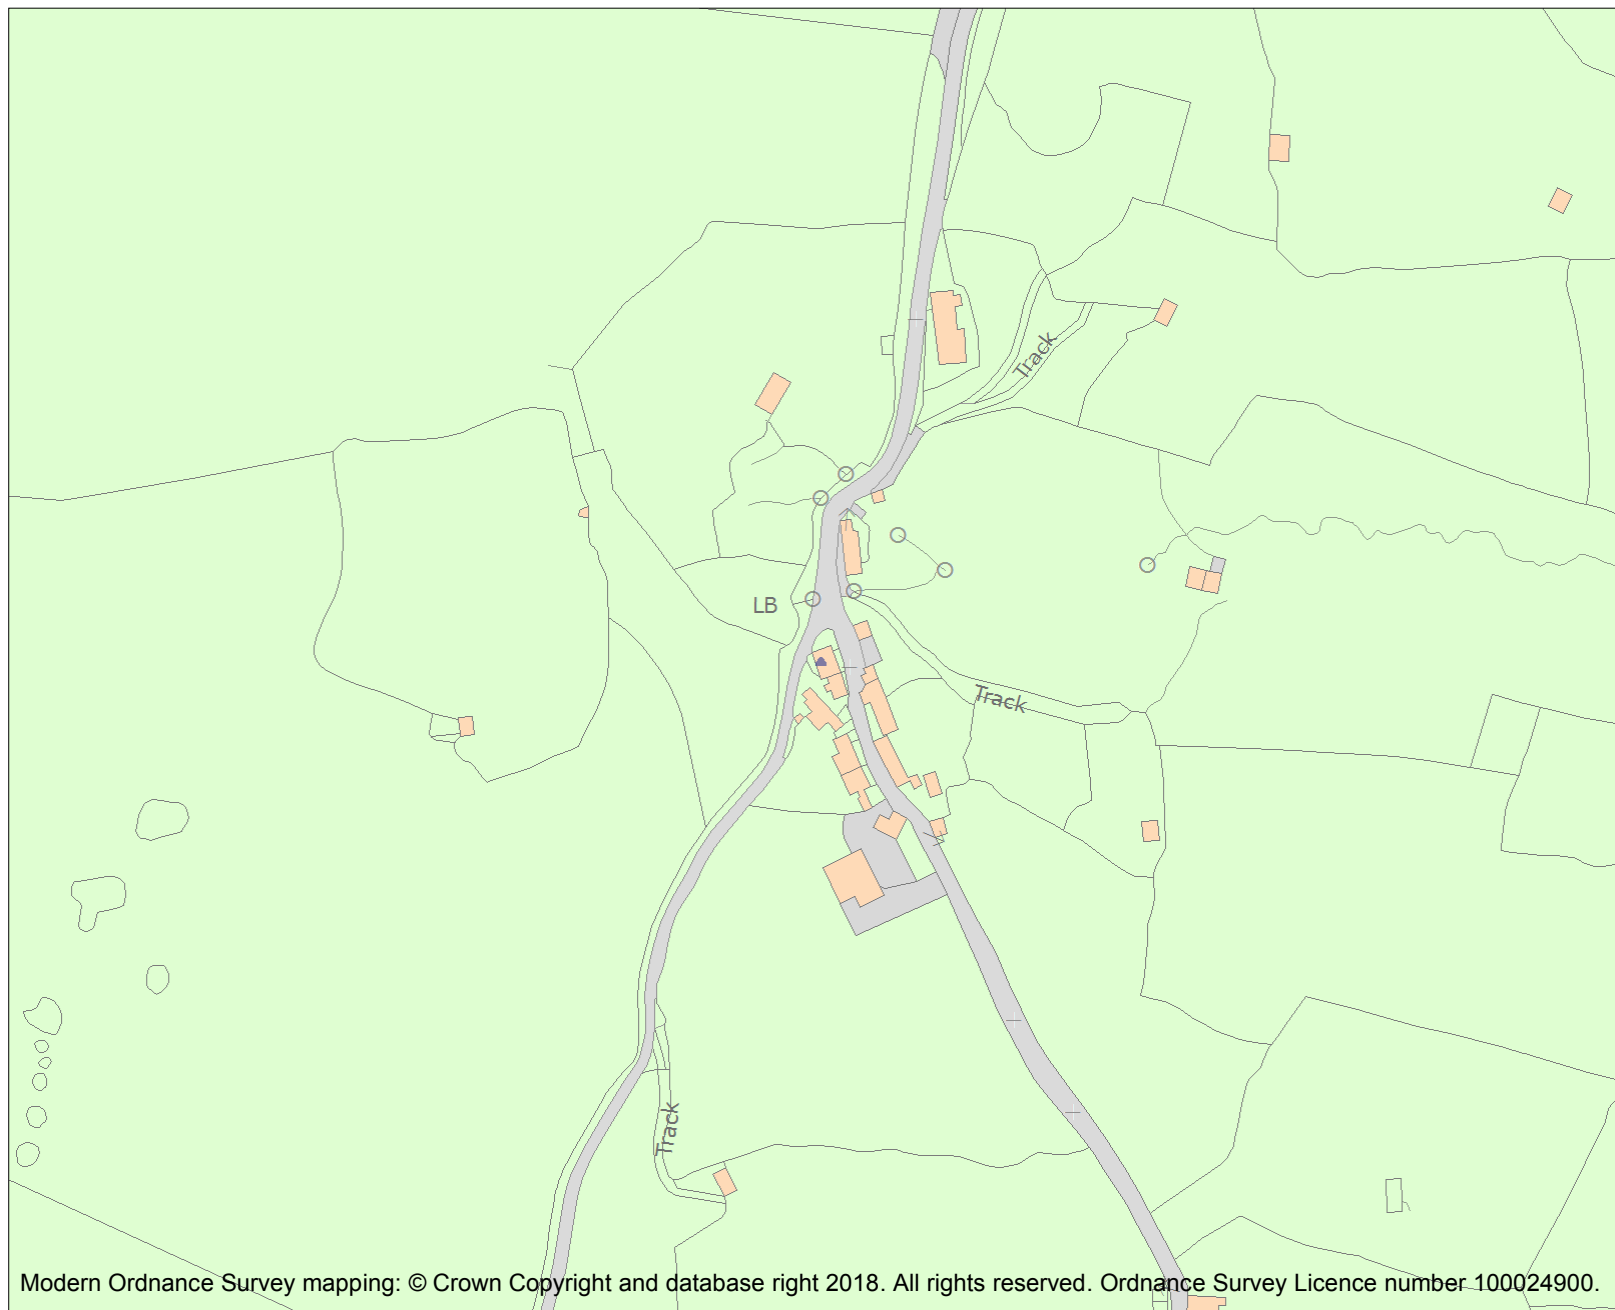 Track
LB
Track
Track
Modern Ordnance Survey mapping: © Crown Copyright and database right 2018. All rights reserved. Ordnance Survey Licence number 100024900.